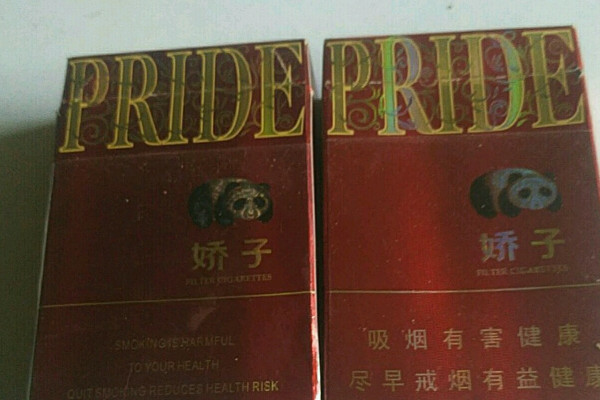 PRIDE
娇子
FILTER CIGARETTES
SMOKING IS HARMFUL
TO YOUR HEALTH
QUIT SMOKING REDUCES HEALTH RISK
PRIDE
娇子
FILTER CIGARETTES
吸烟有害健康
尽早戒烟有益健康